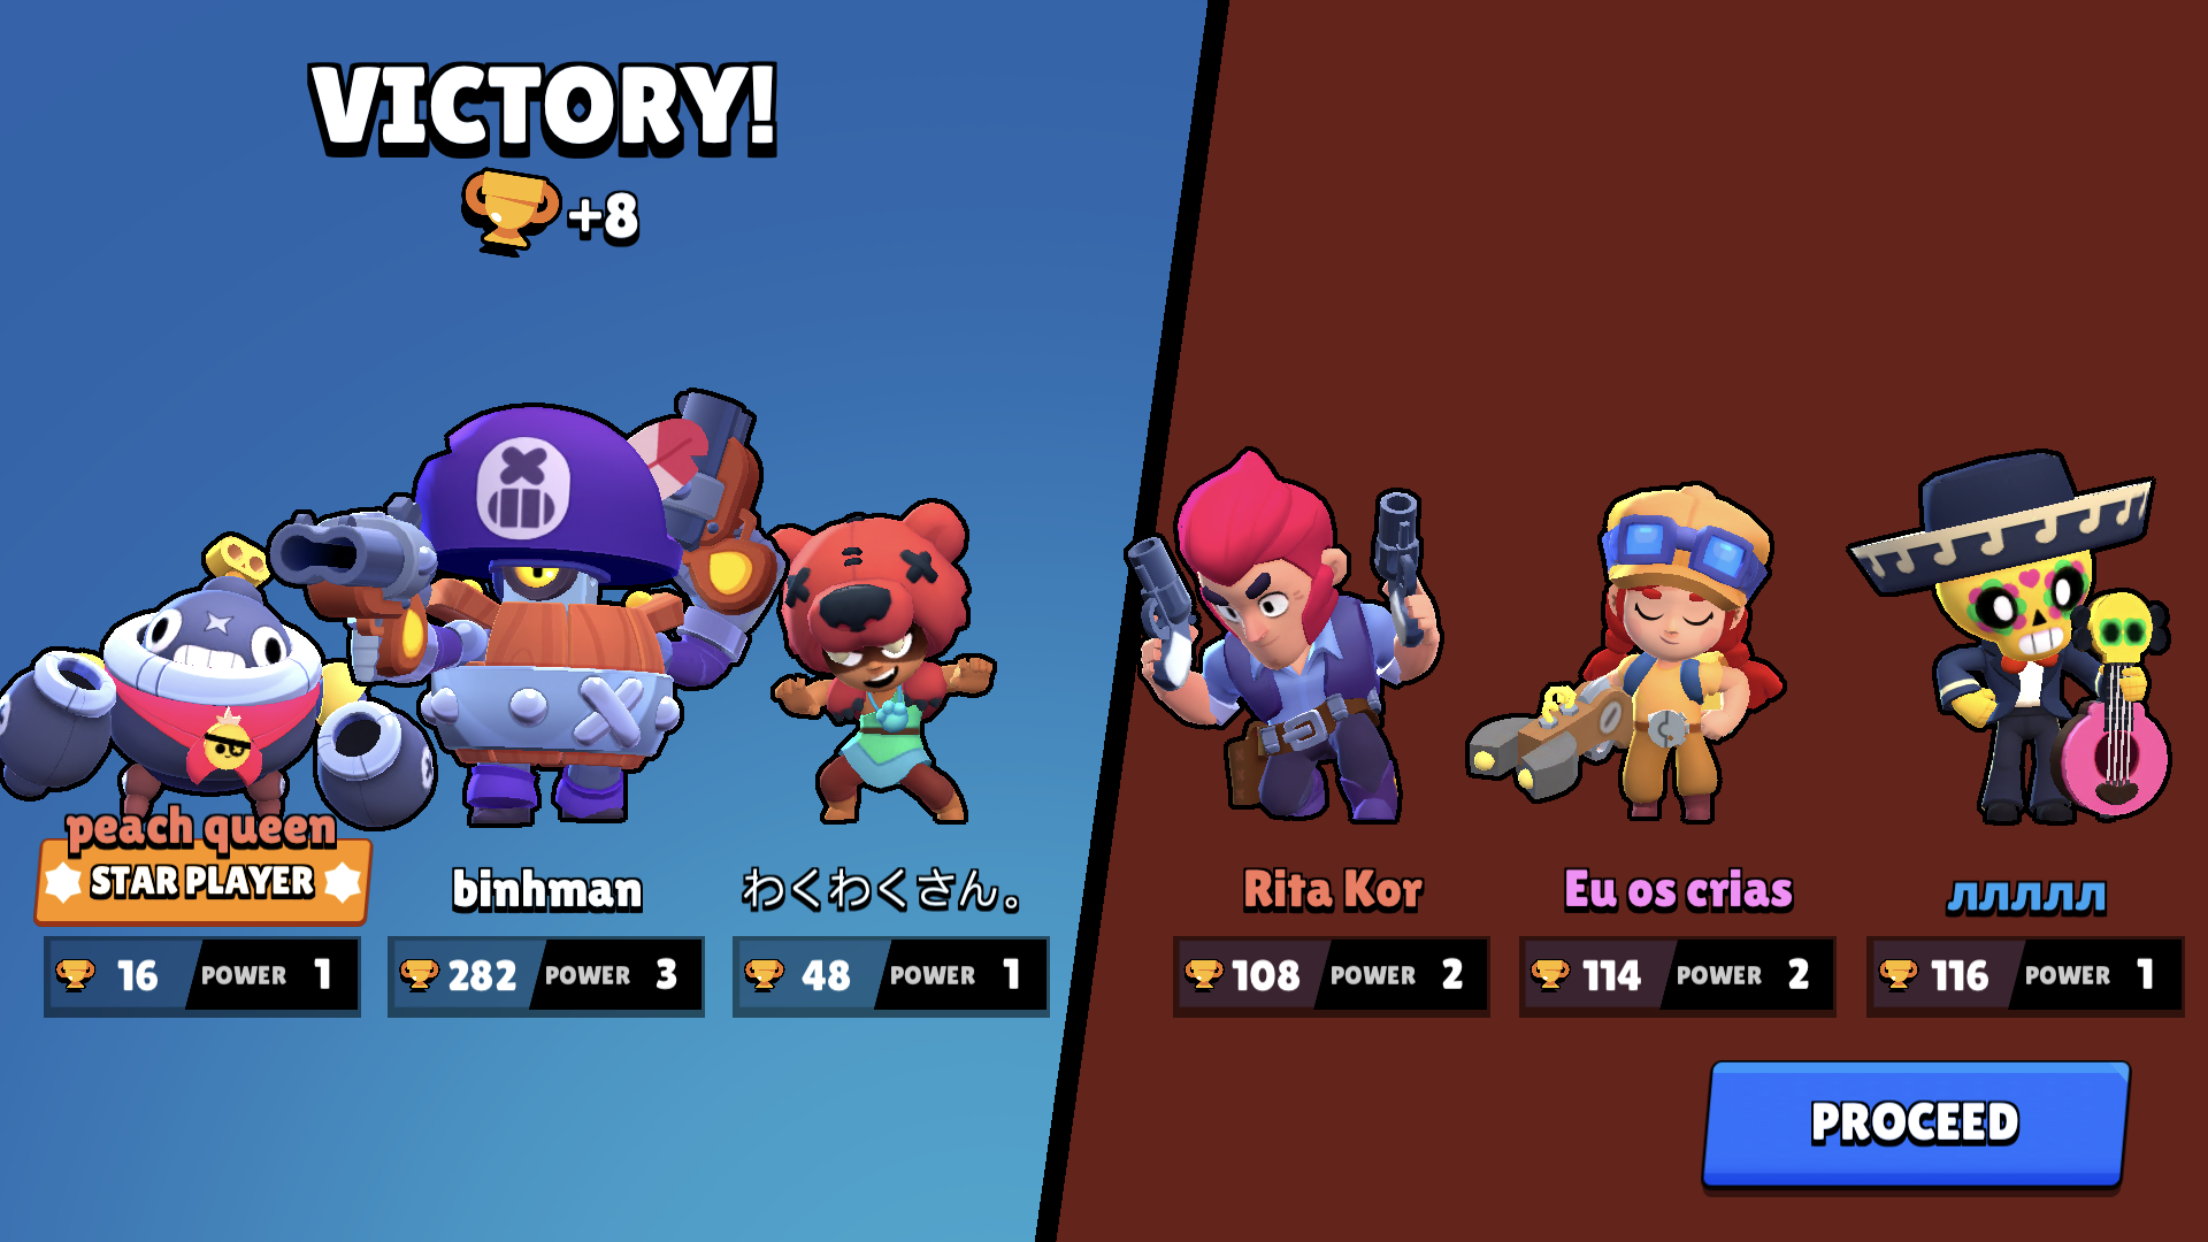 VICTORY!
+8
peach queen
STAR PLAYER
16 POWER 1
binhman
282 POWER 3
わくわくさん。
48 POWER 1
Rita Kor
108 POWER 2
Eu os crias
114 POWER 2
ллллл
116 POWER 1
PROCEED